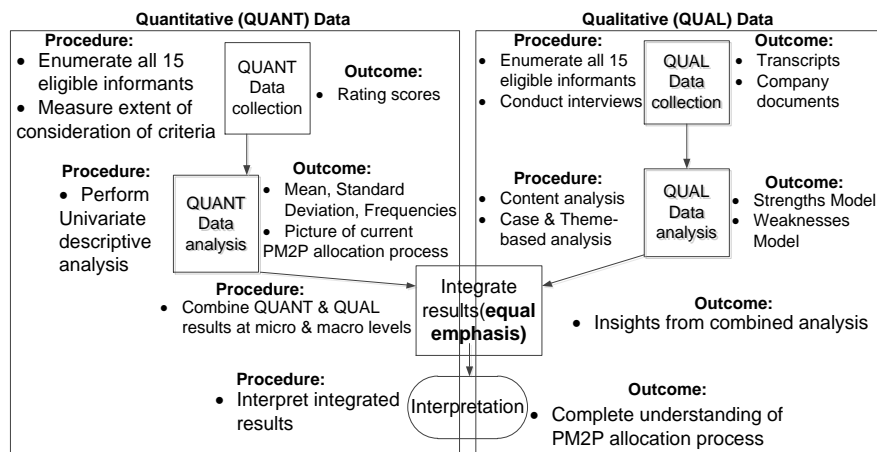 Quantitative (QUANT) Data
Procedure:
• Enumerate all 15
eligible informants
• Measure extent of
consideration of criteria
QUANT
Data
collection
Outcome:
• Rating scores
Procedure:
• Perform
Univariate
descriptive
analysis
QUANT
Data
analysis
Outcome:
• Mean, Standard
Deviation, Frequencies
• Picture of current
PM2P allocation process
Qualitative (QUAL) Data
Procedure:
• Enumerate all 15
eligible informants
• Conduct interviews
QUAL
Data
collection
Outcome:
• Transcripts
• Company
documents
Procedure:
• Content analysis
• Case & Theme-
based analysis
QUAL
Data
analysis
Outcome:
• Strengths Model
• Weaknesses
Model
Procedure:
• Combine QUANT & QUAL
results at micro & macro levels
Integrate
results(equal
emphasis)
Outcome:
• Insights from combined analysis
Procedure:
• Interpret integrated
results
Interpretation
Outcome:
• Complete understanding of
PM2P allocation process